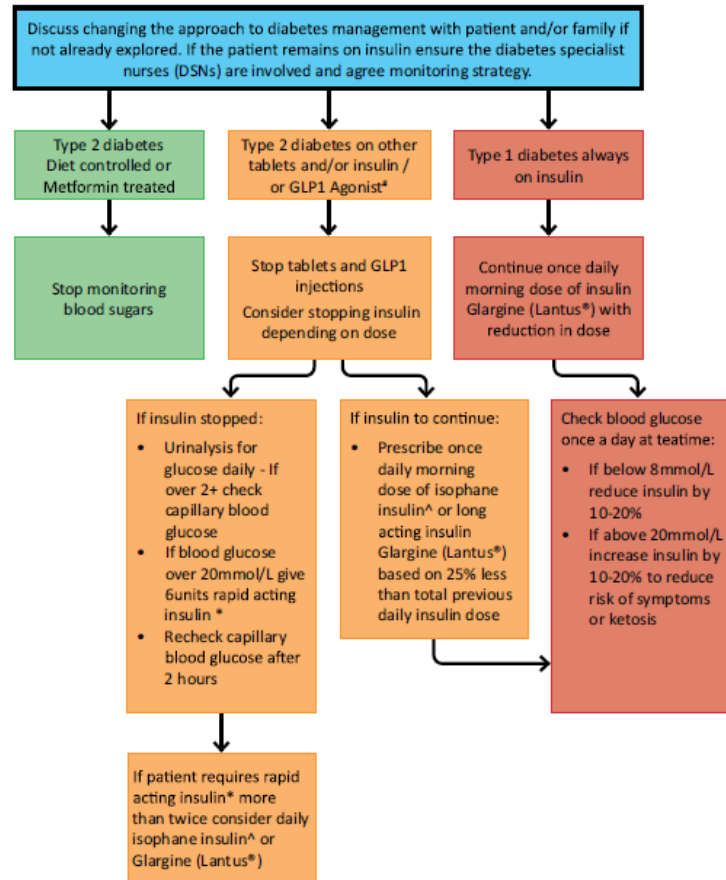 Discuss changing the approach to diabetes management with patient and/or family if
not already explored. If the patient remains on insulin ensure the diabetes specialist
nurses (DSNs) are involved and agree monitoring strategy.
Type 2 diabetes
Diet controlled or
Metformin treated
Type 2 diabetes on other
tablets and/or insulin /
or GLP1 Agonist#
Type 1 diabetes always
on insulin
Stop monitoring
blood sugars
Stop tablets and GLP1
injections
Consider stopping insulin
depending on dose
Continue once daily
morning dose of insulin
Glargine (Lantus®) with
reduction in dose
If insulin stopped:
• Urinalysis for
glucose daily - If
over 2+ check
capillary blood
glucose
• If blood glucose
over 20mmol/L give
6units rapid acting
insulin *
• Recheck capillary
blood glucose after
2 hours
If insulin to continue:
• Prescribe once
daily morning
dose of isophane
insulin^ or long
acting insulin
Glargine (Lantus®)
based on 25% less
than total previous
daily insulin dose
Check blood glucose
once a day at teatime:
• If below 8mmol/L
reduce insulin by
10-20%
• If above 20mmol/L
increase insulin by
10-20% to reduce
risk of symptoms
or ketosis
If patient requires rapid
acting insulin* more
than twice consider daily
isophane insulin^ or
Glargine (Lantus®)